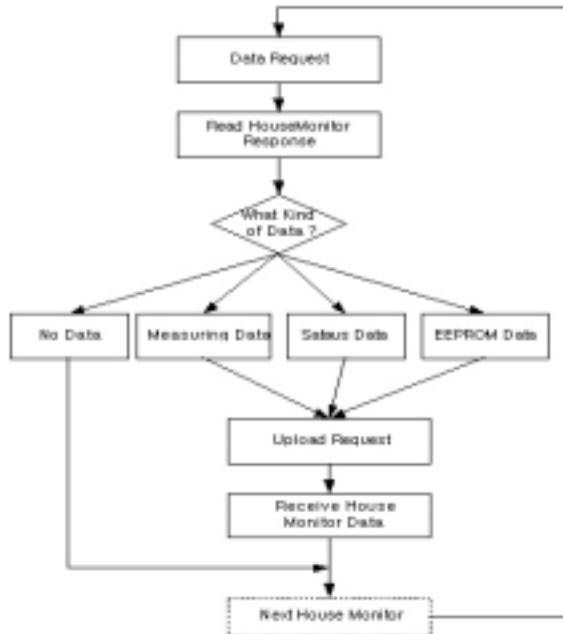 Data Request
Read HouseMonitor
Response
What Kind
of Data ?
No Data
Measuring Data
Sataus Data
EEPROM Data
Upload Request
Receive House
Monitor Data
Next House Monitor